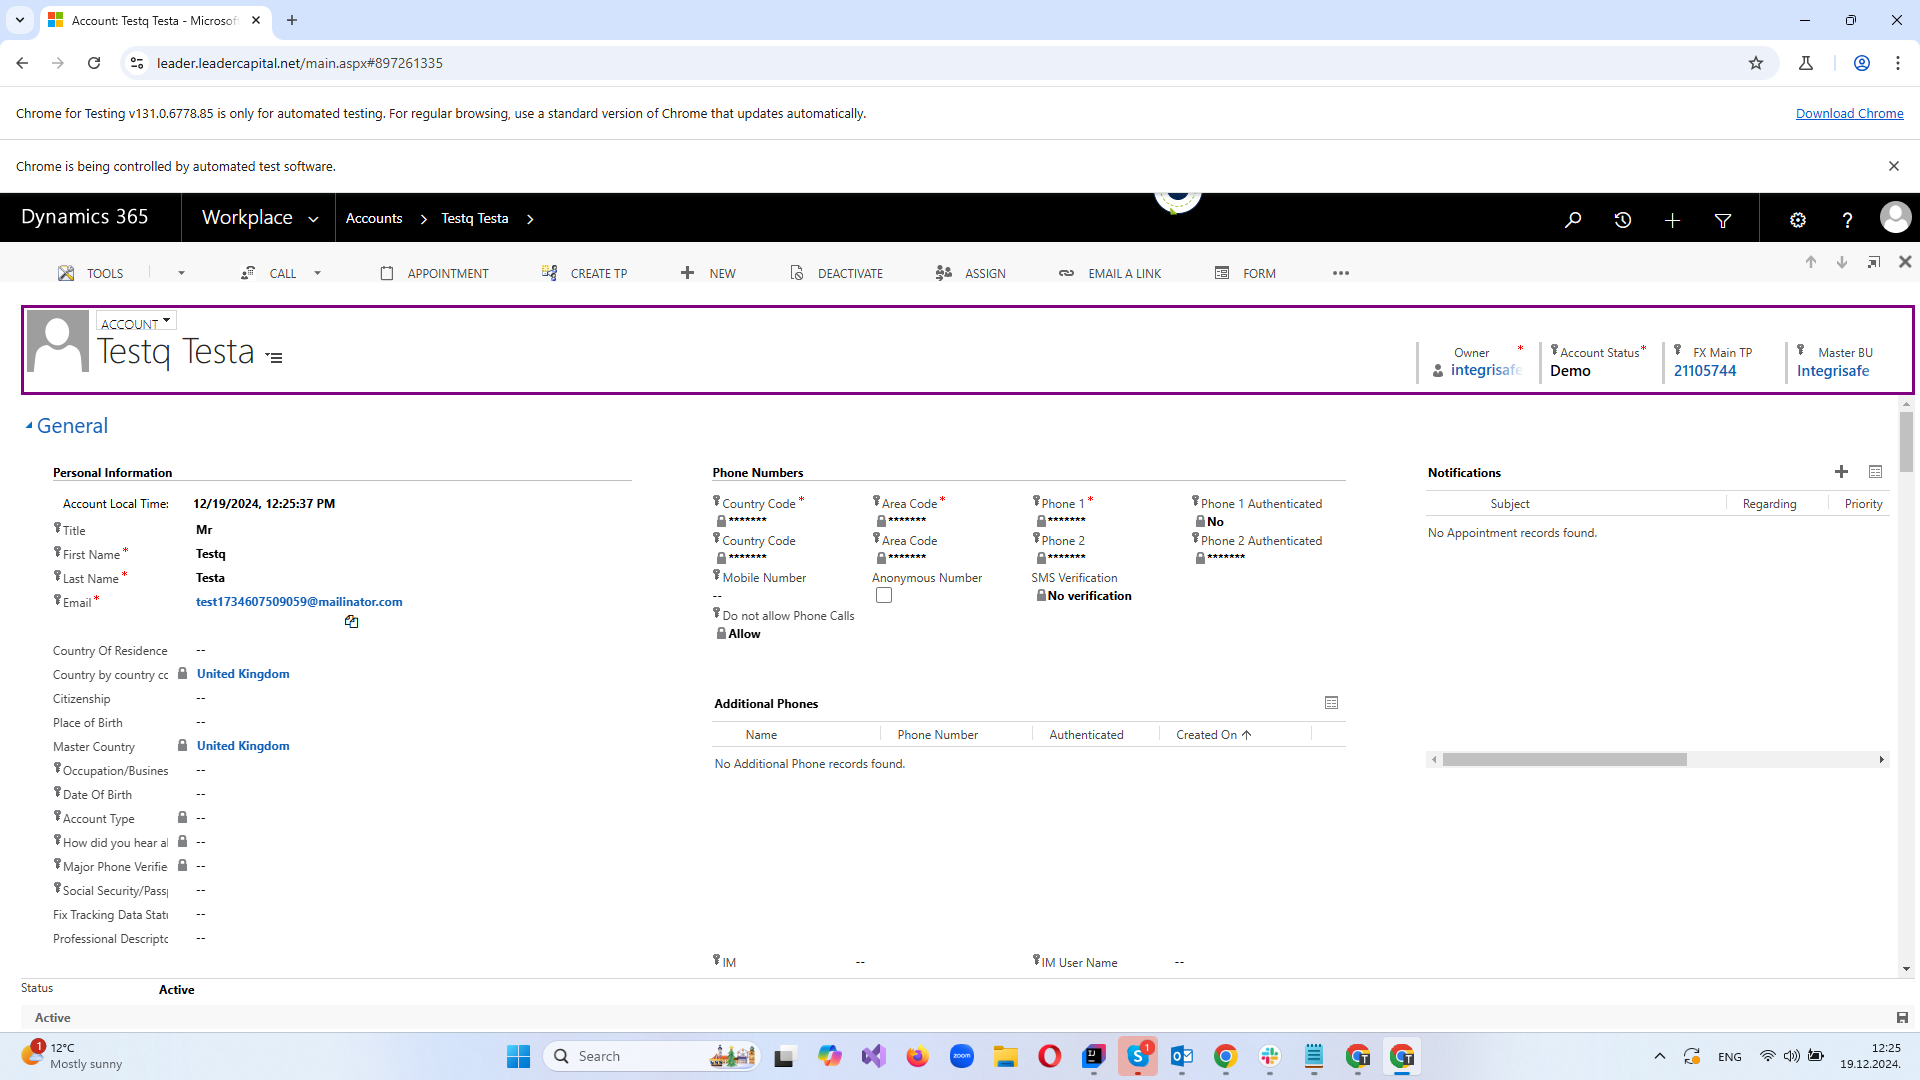 Account: Testq Testa - Microsof
leader.leadercapital.net/main.aspx#897261335
Chrome for Testing v131.0.6778.85 is only for automated testing. For regular browsing, use a standard version of Chrome that updates automatically.
Download Chrome
Chrome is being controlled by automated test software.
Dynamics 365
Workplace
Accounts
Testq Testa
TOOLS
CALL
APPOINTMENT
CREATE TP
NEW
DEACTIVATE
ASSIGN
EMAIL A LINK
FORM
ACCOUNT
Testq Testa
Owner *
integrisafe
Account Status *
Demo
FX Main TP
21105744
Master BU
Integrisafe
General
Personal Information
Account Local Time: 12/19/2024, 12:25:37 PM
Title Mr
First Name * Testq
Last Name * Testa
Email * test1734607509059@mailinator.com
Country Of Residence --
Country by country cc United Kingdom
Citizenship --
Place of Birth --
Master Country United Kingdom
Occupation/Busines --
Date Of Birth --
Account Type --
How did you hear a --
Major Phone Verifie --
Social Security/Pass --
Fix Tracking Data Stat --
Professional Descripto --
Phone Numbers
Country Code * Area Code * Phone 1 * Phone 1 Authenticated
******* ******* ******* No
Country Code Area Code Phone 2 Phone 2 Authenticated
******* ******* ******* *******
Mobile Number Anonymous Number SMS Verification
-- No verification
Do not allow Phone Calls
Allow
Additional Phones
Name Phone Number Authenticated Created On
No Additional Phone records found.
IM -- IM User Name --
Notifications
Subject Regarding Priority
No Appointment records found.
Status Active
Active
1
12°C
Mostly sunny
Search
zoom
1
ENG
12:25
19.12.2024.